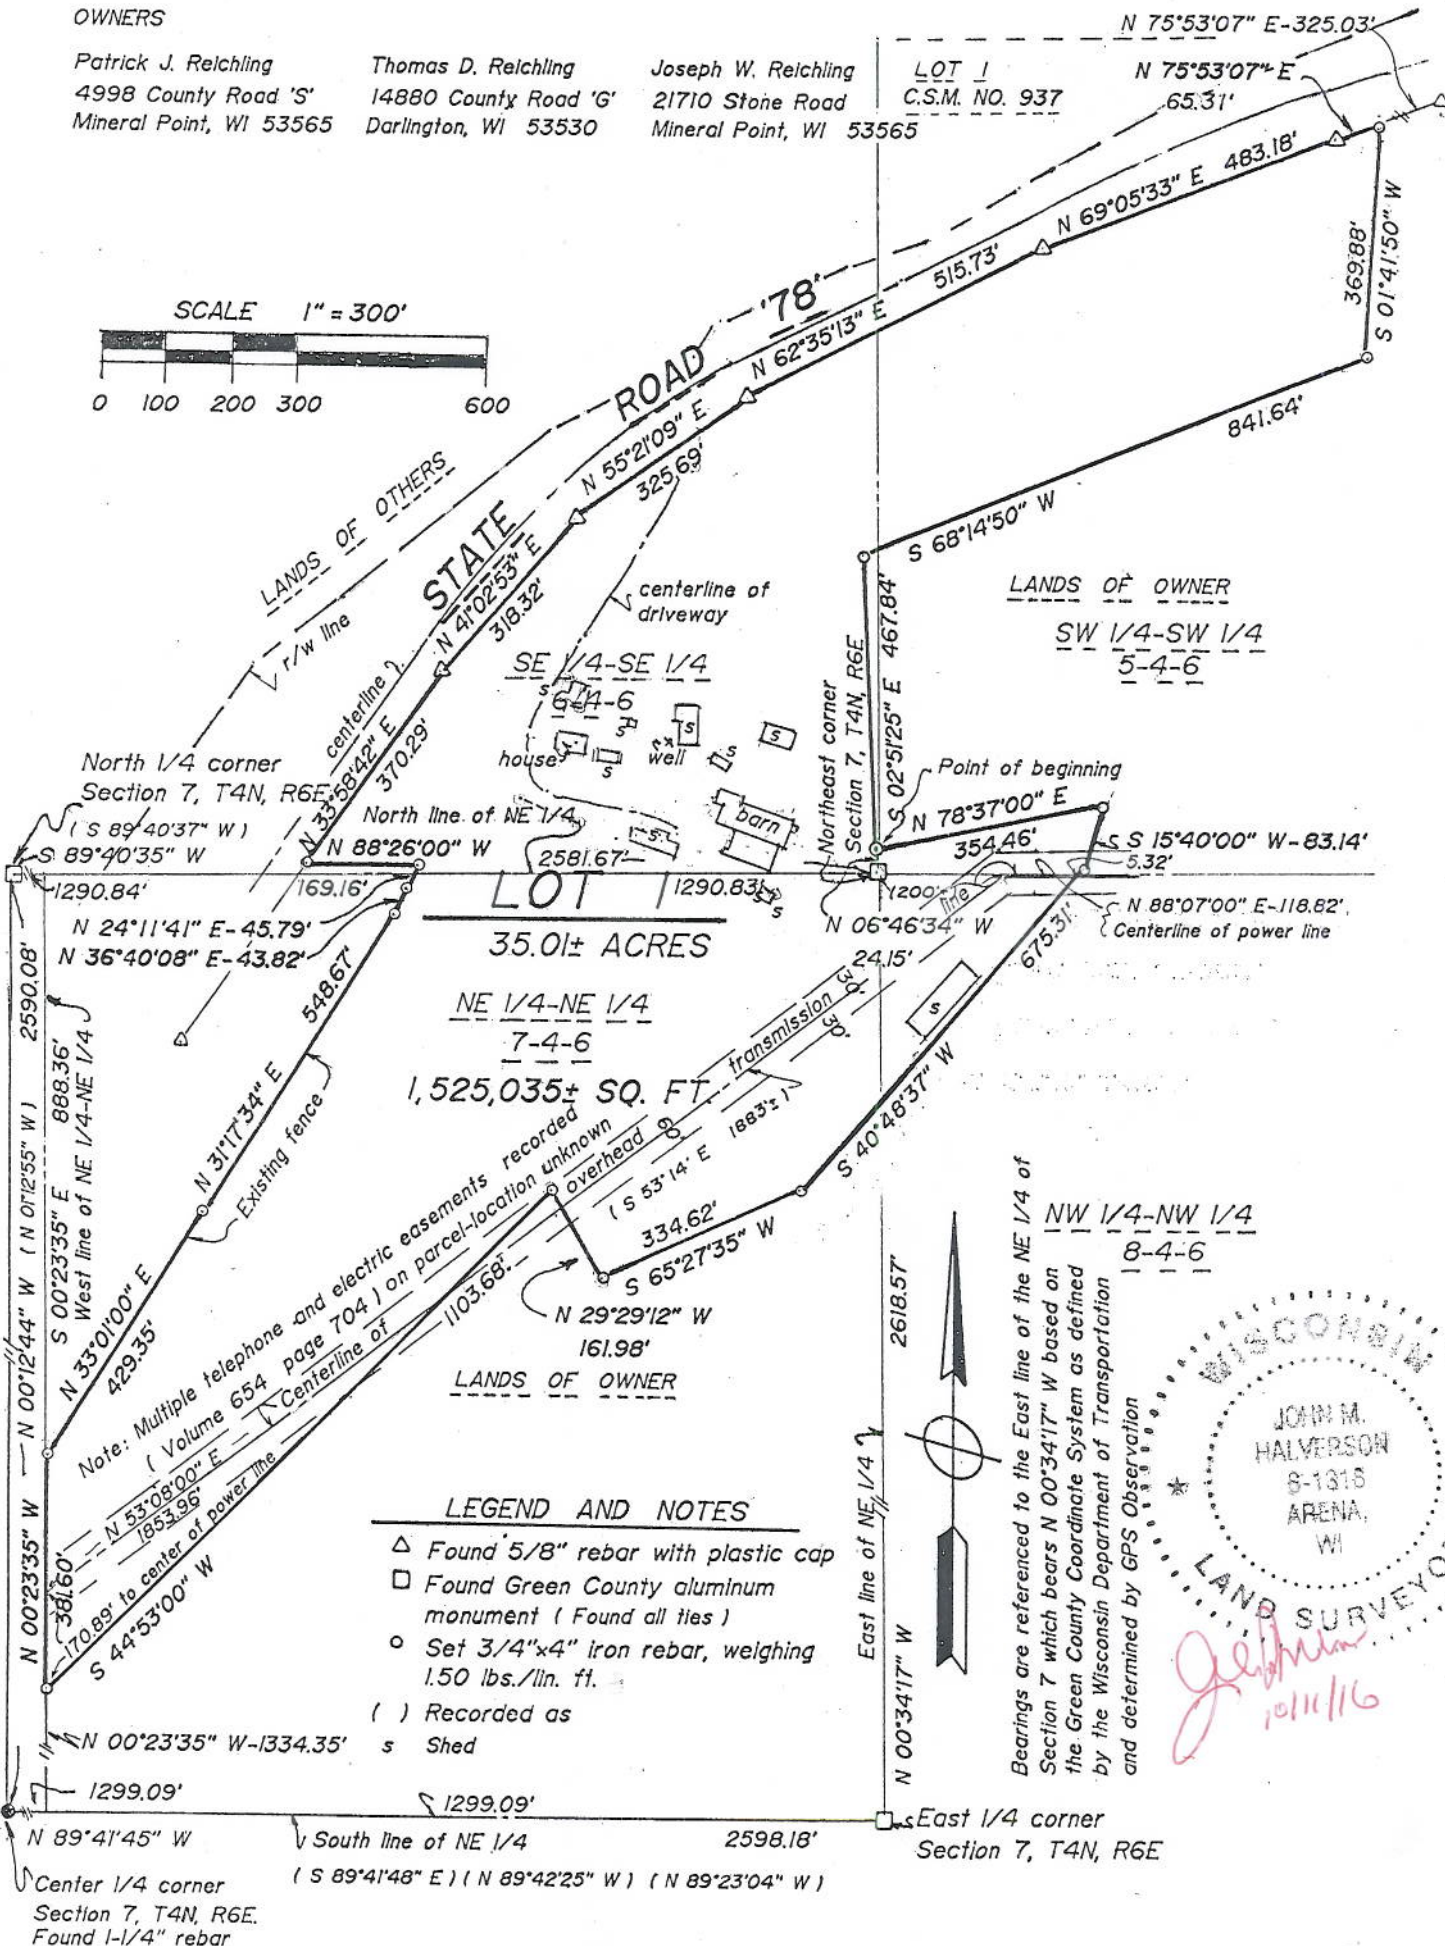 OWNERS
Patrick J. Reichling
4998 County Road 'S'
Mineral Point, WI 53565
Thomas D. Reichling
14880 County Road 'G'
Darlington, WI 53530
Joseph W. Reichling
21710 Stone Road
Mineral Point, WI 53565
LOT 1
C.S.M. NO. 937
N 75°53'07" E-325.03'
N 75°53'07" E
65.31'
N 69°05'33" E 483.18'
369.88'
S 01°41'50" W
SCALE 1" = 300'
0 100 200 300 600
STATE ROAD '78'
N 62°35'13" E 515.73'
N 55°21'09" E
325.69'
841.64'
S 68°14'50" W
LANDS OF OTHERS
r/w line
N 41°02'53" E
318.32'
centerline of
driveway
LANDS OF OWNER
SW 1/4-SW 1/4
5-4-6
SE 1/4-SE 1/4
6-4-6
S 02°51'25" E 467.84'
Northeast corner
Section 7, T4N, R6E
centerline
N 33°58'42" E
370.29'
s
s
s
s
s
s
house
well
barn
s
s
s
North 1/4 corner
Section 7, T4N, R6E
( S 89°40'37" W )
S 89°40'35" W
1290.84'
North line of NE 1/4
N 88°26'00" W
169.16'
2581.67'
1290.83'
Point of beginning
N 78°37'00" E
354.46'
S 15°40'00" W-83.14'
5.32'
(1200'
line
N 88°07'00" E-118.82'
Centerline of power line
N 06°46'34" W
24.15'
675.31'
S 40°48'37" W
s
LOT 1
35.01± ACRES
NE 1/4-NE 1/4
7-4-6
1,525,035± SQ. FT.
N 24°11'41" E-45.79'
N 36°40'08" E-43.82'
548.67'
N 31°17'34" E
Existing fence
N 33°01'00" E
429.35'
2590.08'
N 00°12'44" W ( N 01°12'55" W )
S 00°23'35" E 888.36'
West line of NE 1/4-NE 1/4
Note: Multiple telephone and electric easements recorded
( Volume 654 page 704 ) on parcel-location unknown
Centerline of overhead transmission
30'
30'
60'
( S 53°14' E 1883'± )
1103.68'
334.62'
S 65°27'35" W
N 29°29'12" W
161.98'
LANDS OF OWNER
N 53°08'00" E
1853.96'
170.89' to center of power line
S 44°53'00" W
N 00°23'35" W
381.60'
NW 1/4-NW 1/4
8-4-6
2618.57'
East line of NE 1/4
N 00°34'17" W
Bearings are referenced to the East line of the NE 1/4 of
Section 7 which bears N 00°34'17" W based on
the Green County Coordinate System as defined
by the Wisconsin Department of Transportation
and determined by GPS Observation
WISCONSIN
JOHN M.
HALVERSON
S-1316
ARENA,
WI
LAND SURVEYO
10/11/16
LEGEND AND NOTES
Found 5/8" rebar with plastic cap
Found Green County aluminum
monument ( Found all ties )
Set 3/4"x4" iron rebar, weighing
1.50 lbs./lin. ft.
( ) Recorded as
s Shed
N 00°23'35" W-1334.35'
1299.09'
1299.09'
N 89°41'45" W
South line of NE 1/4
2598.18'
( S 89°41'48" E ) ( N 89°42'25" W ) ( N 89°23'04" W )
East 1/4 corner
Section 7, T4N, R6E
Center 1/4 corner
Section 7, T4N, R6E.
Found 1-1/4" rebar